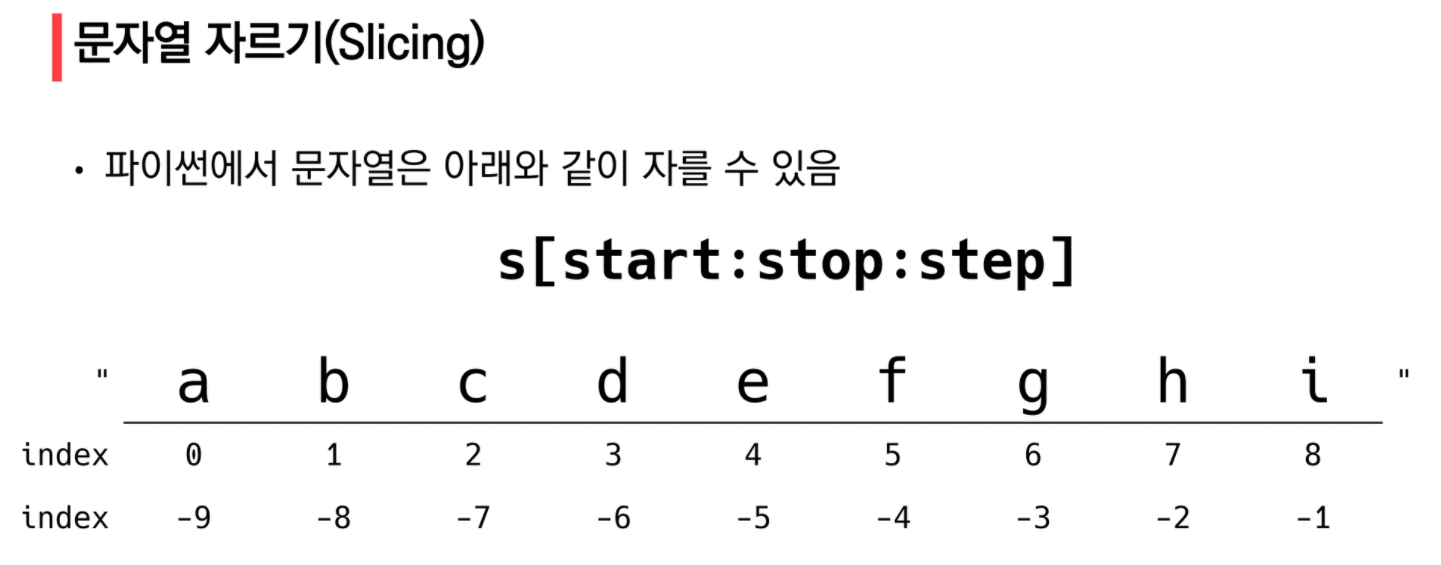 문자열 자르기(Slicing)
• 파이썬에서 문자열은 아래와 같이 자를 수 있음
s[start:stop:step]
" a b c d e f g h i "
index 0 1 2 3 4 5 6 7 8
index -9 -8 -7 -6 -5 -4 -3 -2 -1